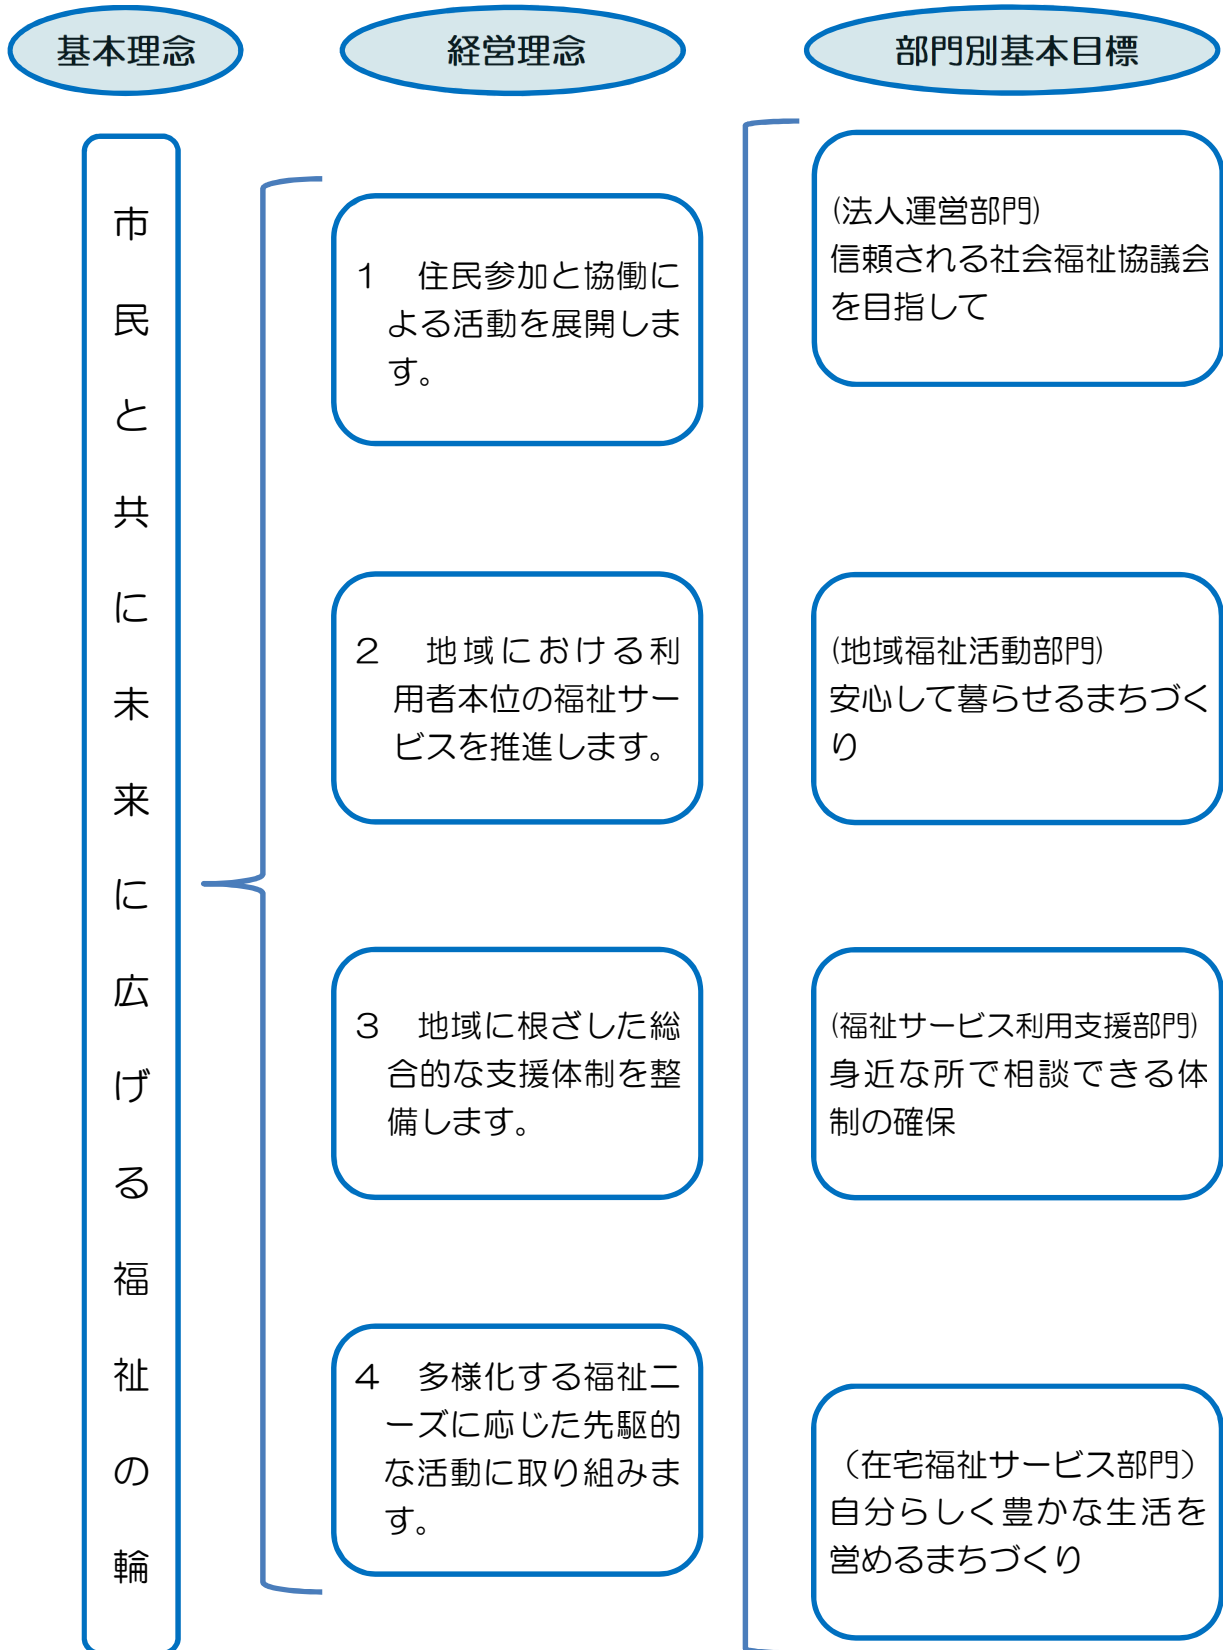 基本理念
経営理念
部門別基本目標
市民と共に未来に広げる福祉の輪
１　住民参加と協働に
よる活動を展開しま
す。
２　地域における利
用者本位の福祉サー
ビスを推進します。
３　地域に根ざした総
合的な支援体制を整
備します。
４　多様化する福祉ニ
ーズに応じた先駆的
な活動に取り組みま
す。
(法人運営部門)
信頼される社会福祉協議会
を目指して
(地域福祉活動部門)
安心して暮らせるまちづく
り
(福祉サービス利用支援部門)
身近な所で相談できる体
制の確保
（在宅福祉サービス部門）
自分らしく豊かな生活を
営めるまちづくり